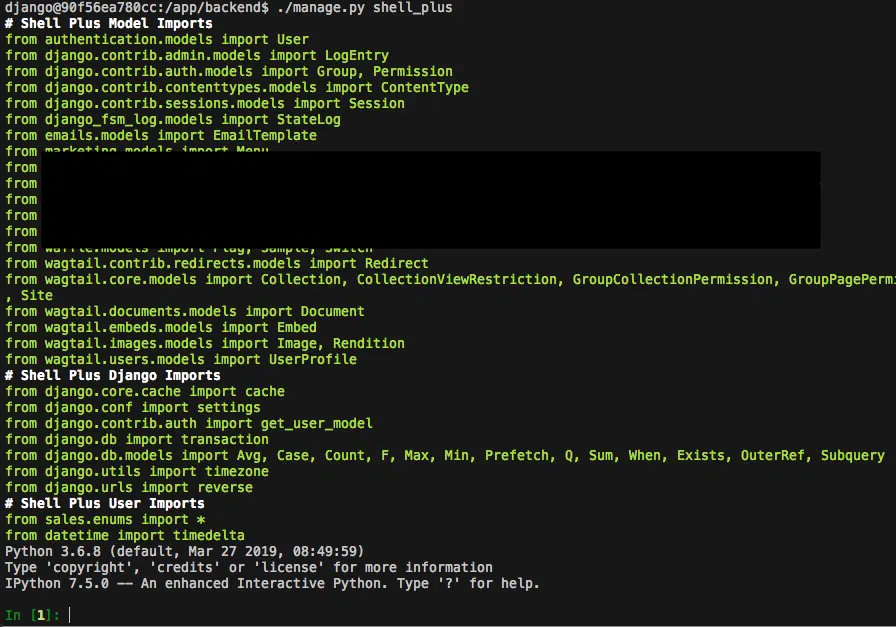 django@90f56ea780cc:/app/backend$ ./manage.py shell_plus
# Shell Plus Model Imports
from authentication.models import User
from django.contrib.admin.models import LogEntry
from django.contrib.auth.models import Group, Permission
from django.contrib.contenttypes.models import ContentType
from django.contrib.sessions.models import Session
from django_fsm_log.models import StateLog
from emails.models import EmailTemplate
from marketing.models import Menu
from
from
from
from
from
from waffle.models import Flag, Sample, Switch
from wagtail.contrib.redirects.models import Redirect
from wagtail.core.models import Collection, CollectionViewRestriction, GroupCollectionPermission, GroupPagePermi
, Site
from wagtail.documents.models import Document
from wagtail.embeds.models import Embed
from wagtail.images.models import Image, Rendition
from wagtail.users.models import UserProfile
# Shell Plus Django Imports
from django.core.cache import cache
from django.conf import settings
from django.contrib.auth import get_user_model
from django.db import transaction
from django.db.models import Avg, Case, Count, F, Max, Min, Prefetch, Q, Sum, When, Exists, OuterRef, Subquery
from django.utils import timezone
from django.urls import reverse
# Shell Plus User Imports
from sales.enums import *
from datetime import timedelta
Python 3.6.8 (default, Mar 27 2019, 08:49:59)
Type 'copyright', 'credits' or 'license' for more information
IPython 7.5.0 -- An enhanced Interactive Python. Type '?' for help.
In [1]: